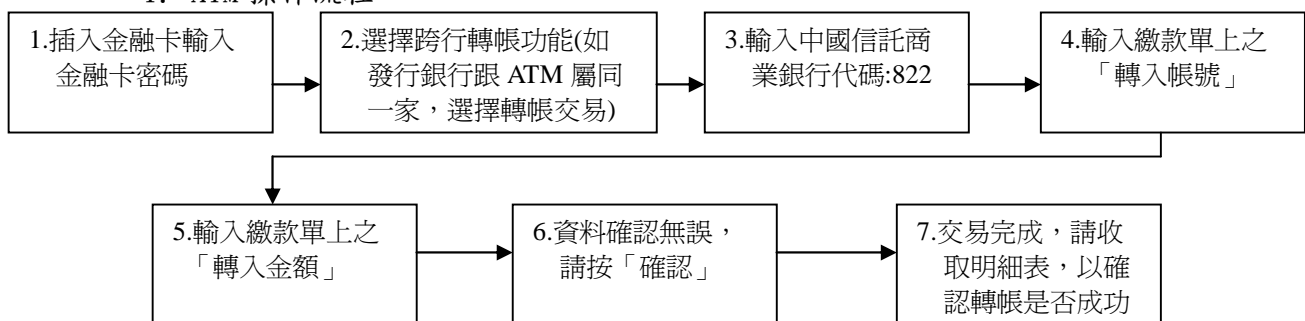 1.插入金融卡輸入
金融卡密碼
2.選擇跨行轉帳功能(如
發行銀行跟 ATM 屬同
一家，選擇轉帳交易)
3.輸入中國信託商
業銀行代碼:822
4.輸入繳款單上之
「轉入帳號」
5.輸入繳款單上之
「轉入金額」
6.資料確認無誤，
請按「確認」
7.交易完成，請收
取明細表，以確
認轉帳是否成功